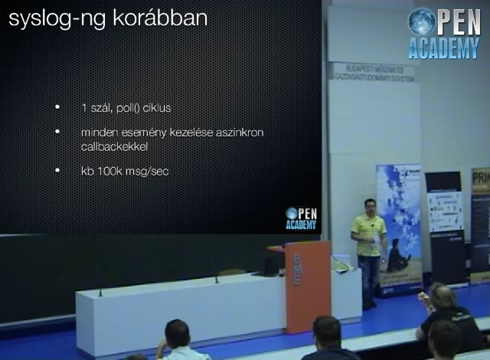 syslog-ng korábban
OPEN
ACADEMY
BUDAPESTI MŰSZAKI ÉS
GAZDASÁGTUDOMÁNYI EGYETEM
• 1 szál, poll() ciklus
• minden esemény kezelése aszinkron
callbackekkel
• kb 100k msg/sec
OPEN
ACADEMY